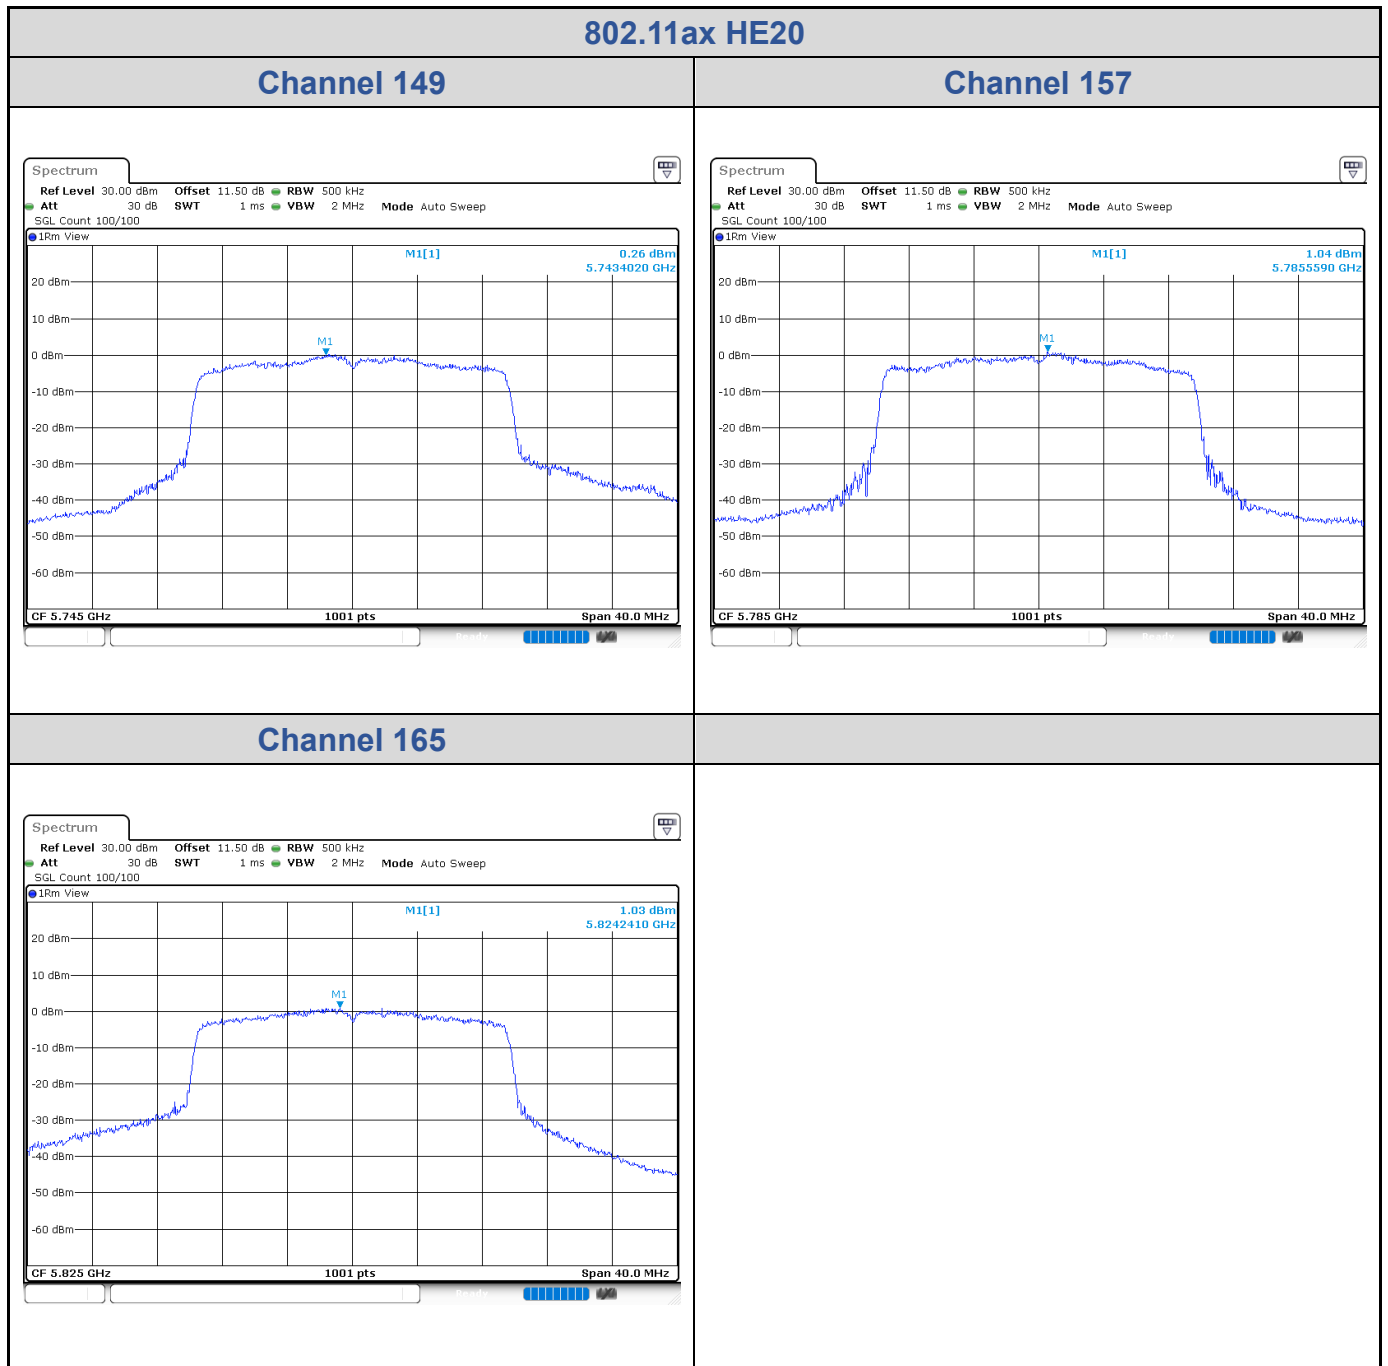 802.11ax HE20
Channel 149
Channel 157
Spectrum
Ref Level 30.00 dBm Offset 11.50 dB RBW 500 kHz
Att 30 dB SWT 1 ms VBW 2 MHz Mode Auto Sweep
SGL Count 100/100
1Rm View
M1[1] 0.26 dBm
5.7434020 GHz
20 dBm
10 dBm
M1
0 dBm
-10 dBm
-20 dBm
-30 dBm
-40 dBm
-50 dBm
-60 dBm
CF 5.745 GHz 1001 pts Span 40.0 MHz
Ready
Spectrum
Ref Level 30.00 dBm Offset 11.50 dB RBW 500 kHz
Att 30 dB SWT 1 ms VBW 2 MHz Mode Auto Sweep
SGL Count 100/100
1Rm View
M1[1] 1.04 dBm
5.7855590 GHz
20 dBm
10 dBm
M1
0 dBm
-10 dBm
-20 dBm
-30 dBm
-40 dBm
-50 dBm
-60 dBm
CF 5.785 GHz 1001 pts Span 40.0 MHz
Ready
Channel 165
Spectrum
Ref Level 30.00 dBm Offset 11.50 dB RBW 500 kHz
Att 30 dB SWT 1 ms VBW 2 MHz Mode Auto Sweep
SGL Count 100/100
1Rm View
M1[1] 1.03 dBm
5.8242410 GHz
20 dBm
10 dBm
M1
0 dBm
-10 dBm
-20 dBm
-30 dBm
-40 dBm
-50 dBm
-60 dBm
CF 5.825 GHz 1001 pts Span 40.0 MHz
Ready